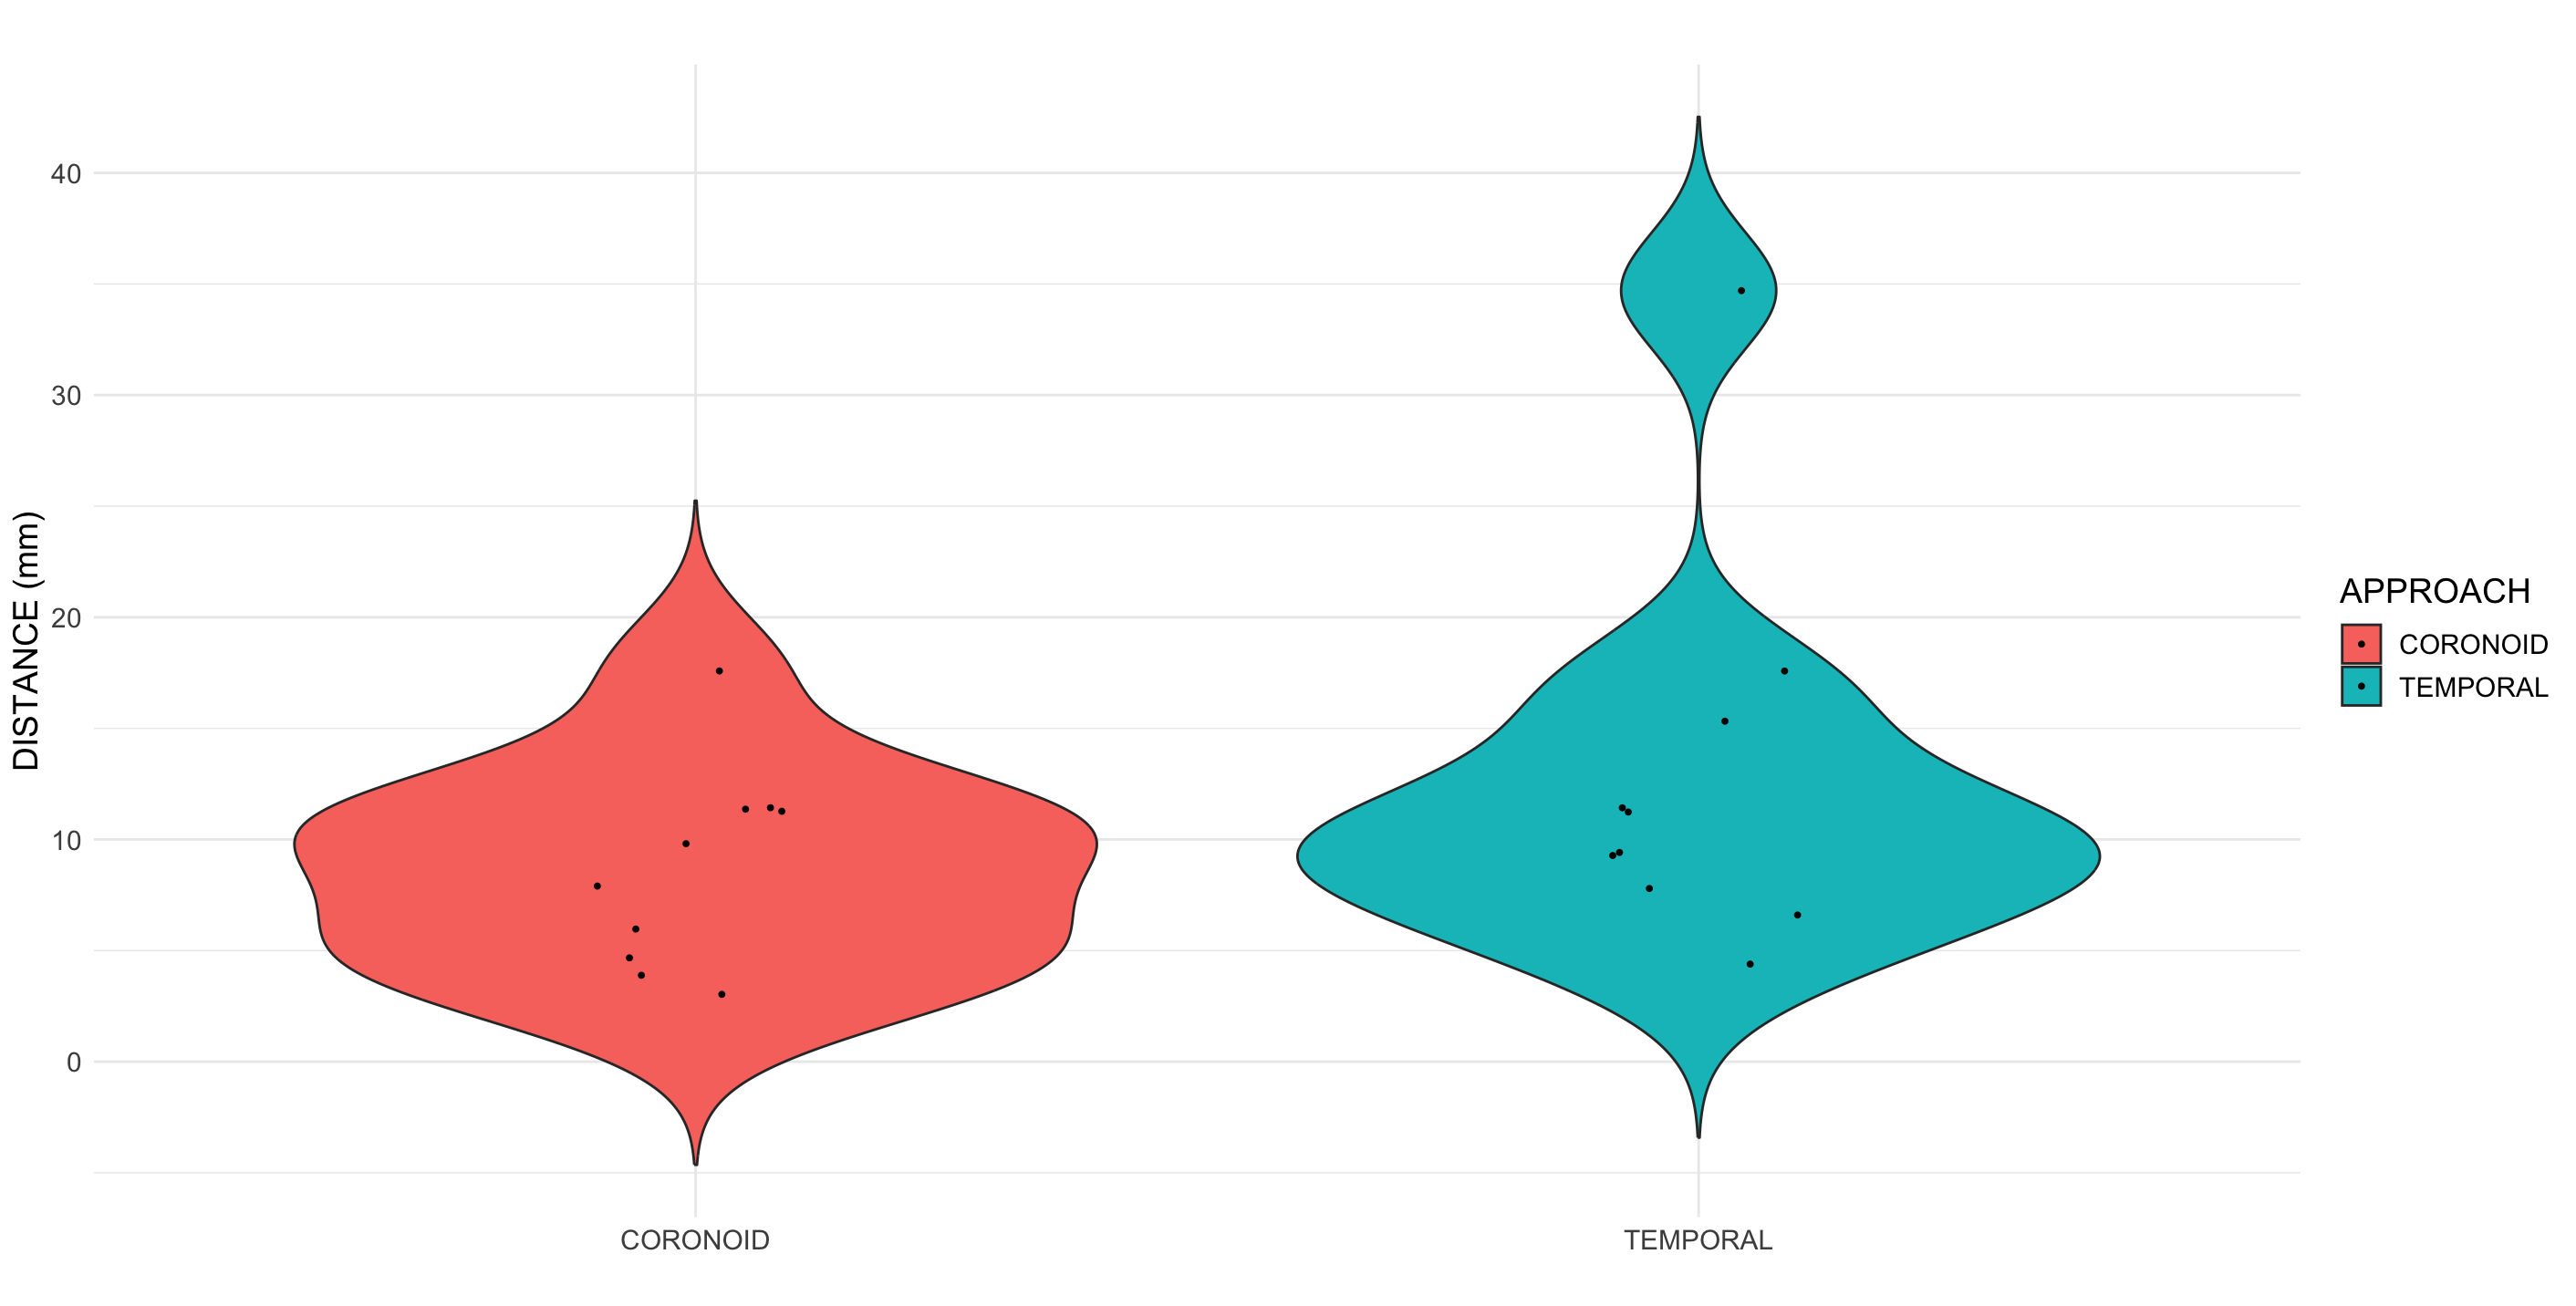 DISTANCE (mm)
40
30
20
10
0
CORONOID
TEMPORAL
APPROACH
CORONOID
TEMPORAL